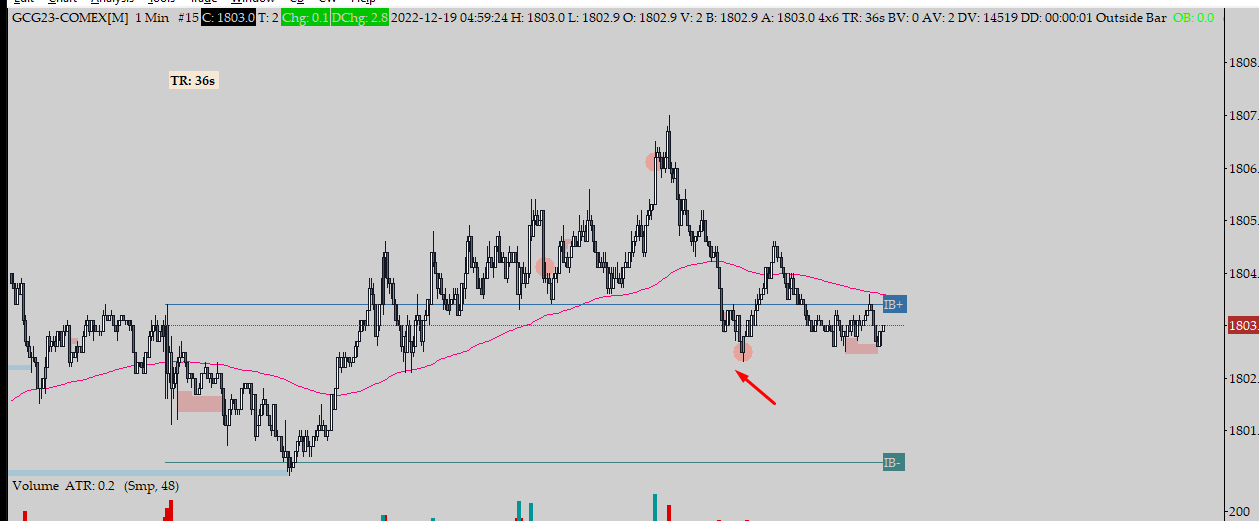 GCG23-COMEX[M] 1 Min #15 C: 1803.0 T: 2 Chg: 0.1 DChg: 2.8 2022-12-19 04:59:24 H: 1803.0 L: 1802.9 O: 1802.9 V: 2 B: 1802.9 A: 1803.0 4x6 TR: 36s BV: 0 AV: 2 DV: 14519 DD: 00:00:01 Outside Bar OB: 0.0
1808.
TR: 36s
1807.
1806.
1805.
1804.
IB+
1803.
1802.
1801.
IB-
Volume ATR: 0.2 (Smp, 48)
200